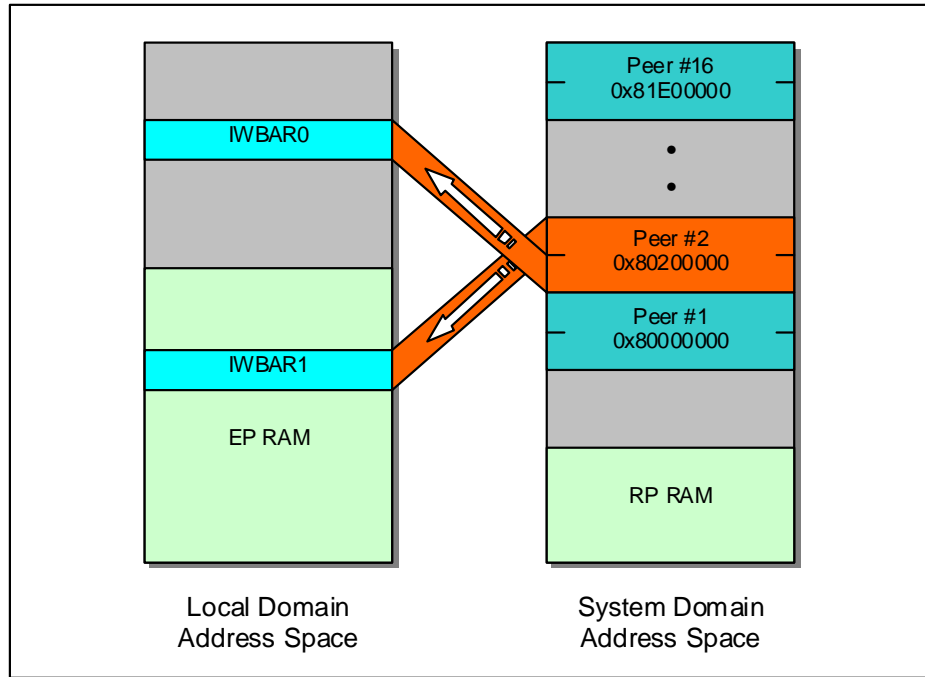 IWBAR0
IWBAR1
EP RAM
Local Domain
Address Space
Peer #16
0x81E00000
Peer #2
0x80200000
Peer #1
0x80000000
RP RAM
System Domain
Address Space